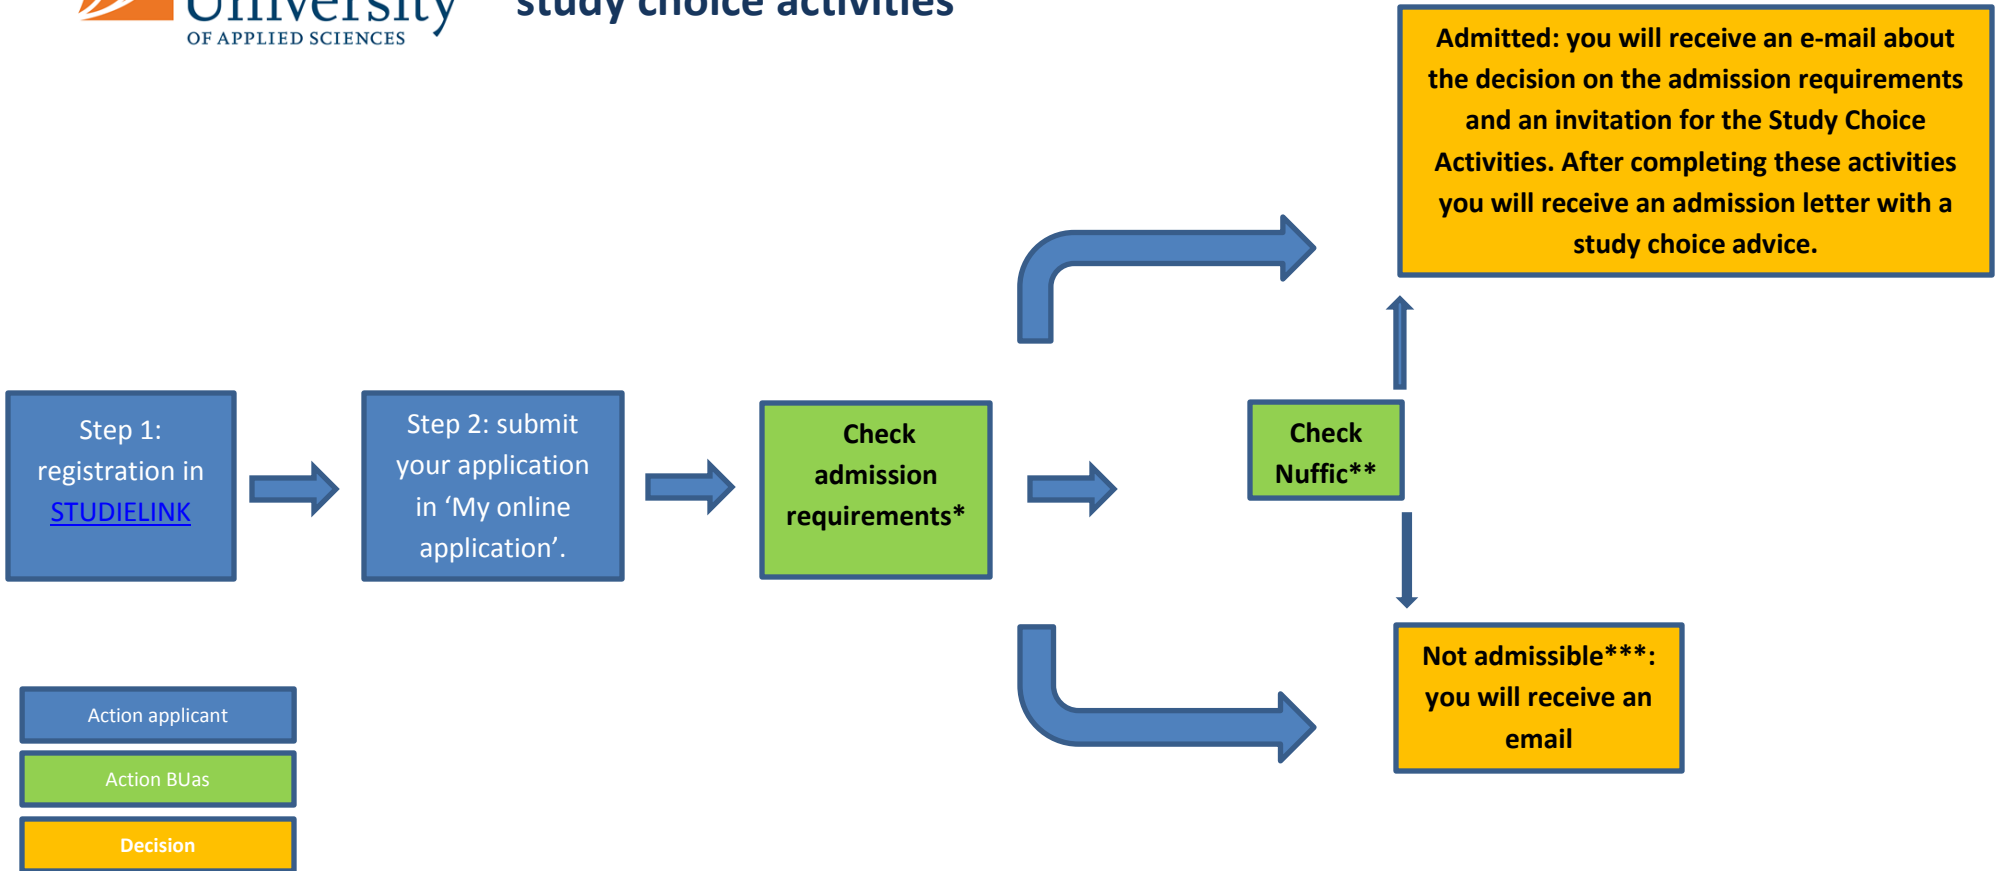 University
OF APPLIED SCIENCES
study choice activities
Admitted: you will receive an e-mail about
the decision on the admission requirements
and an invitation for the Study Choice
Activities. After completing these activities
you will receive an admission letter with a
study choice advice.
Step 1:
registration in
STUDIELINK
Step 2: submit
your application
in ‘My online
application’.
Check
admission
requirements*
Check
Nuffic**
Not admissible***:
you will receive an
email
Action applicant
Action BUas
Decision